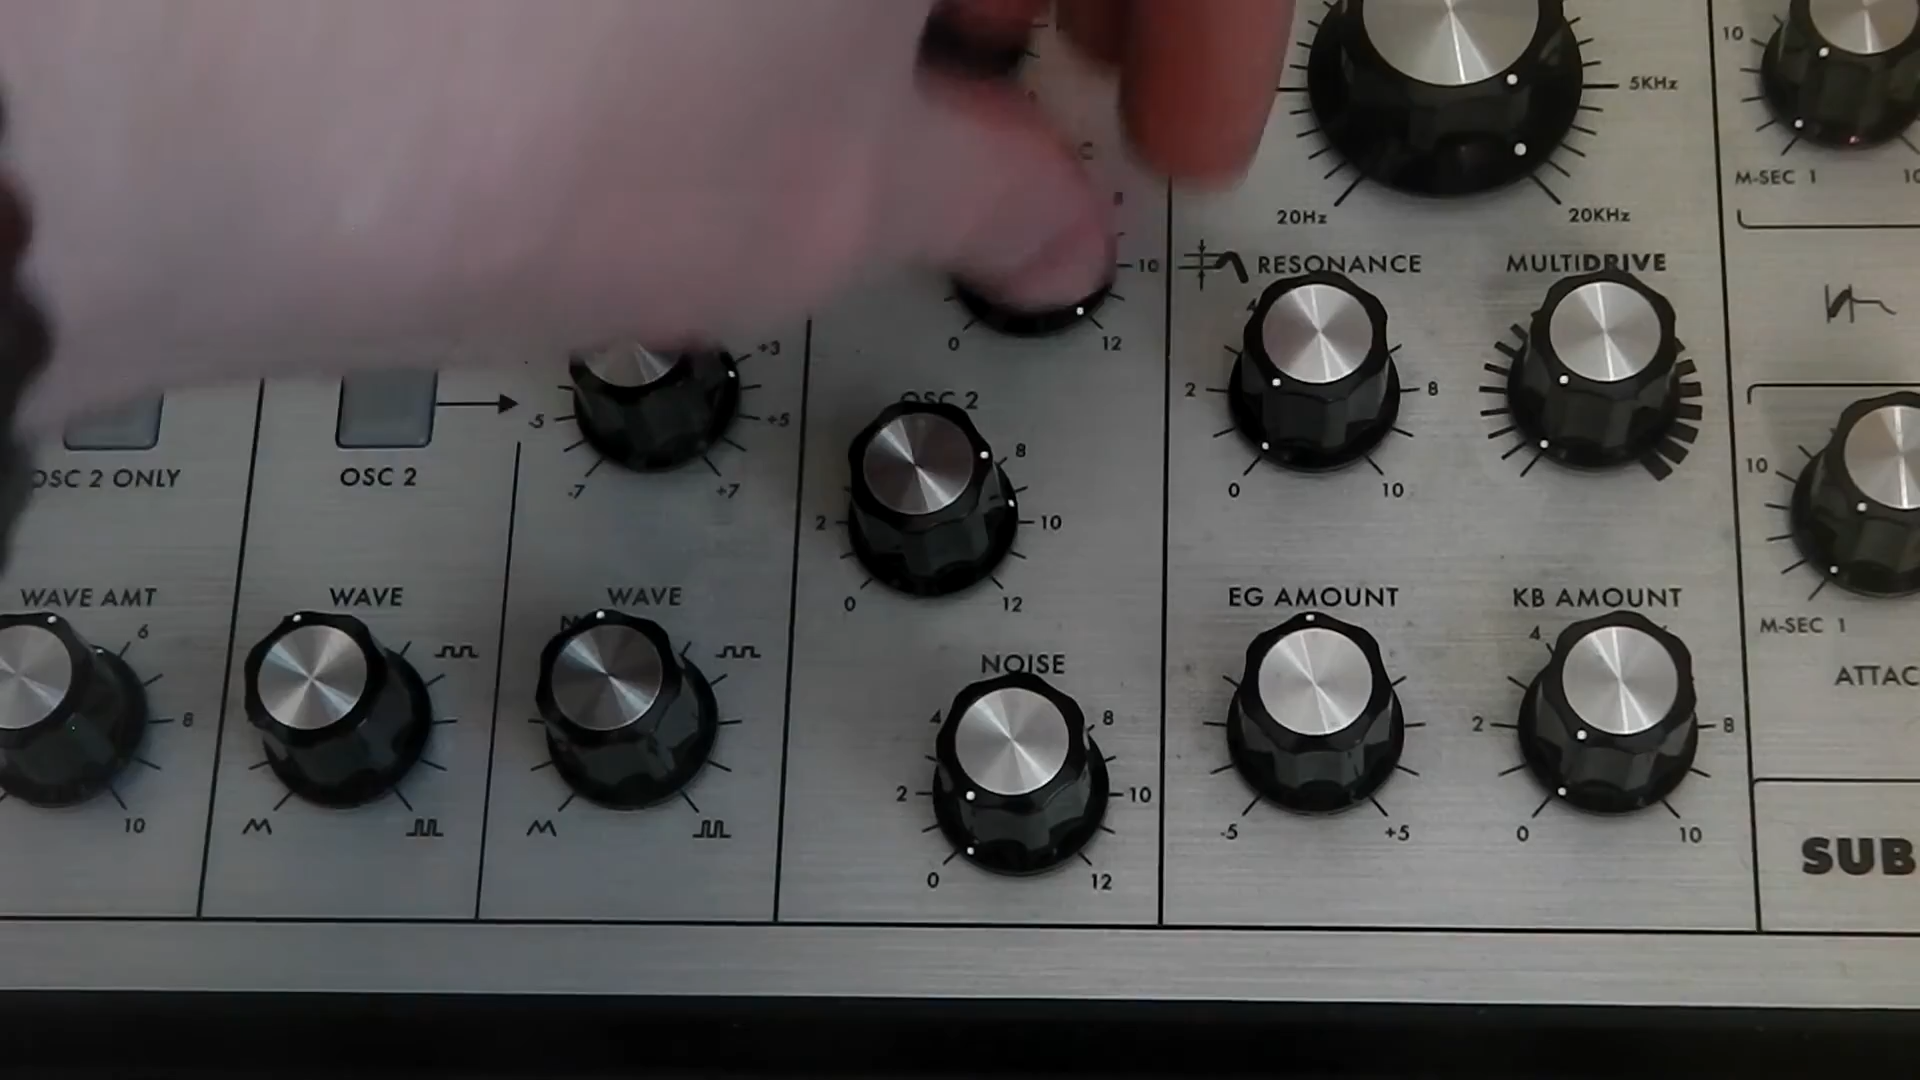 10
5KHz
C
8
M-SEC 1
20Hz
20KHz
10
RESONANCE
MULTIDRIVE
0
12
+3
2
8
-5
+5
OSC 2
8
10
OSC 2 ONLY
OSC 2
-7
+7
0
10
2
10
0
12
WAVE AMT
WAVE
WAVE
EG AMOUNT
KB AMOUNT
M-SEC 1
6
4
NOISE
ATTAC
8
4
8
2
8
2
10
10
-5
+5
0
10
SUB
0
12